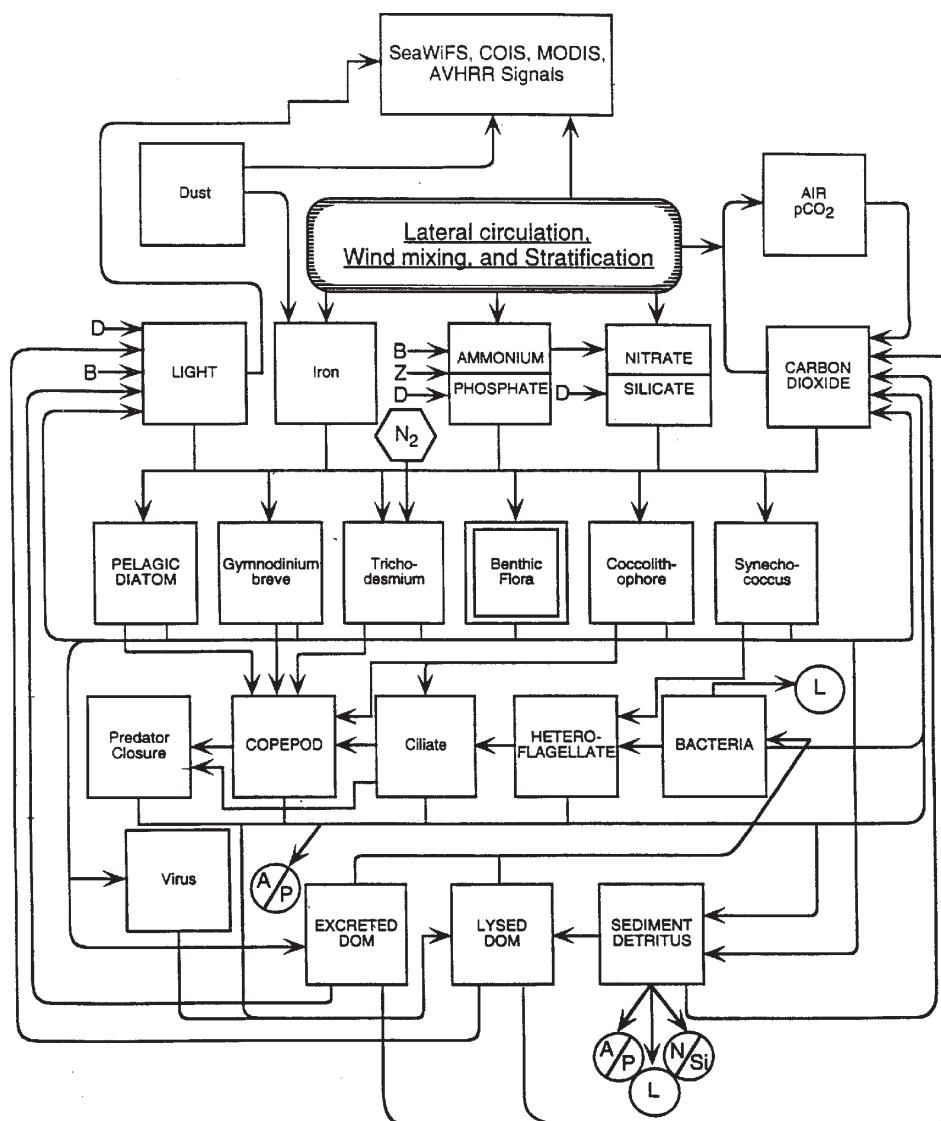 SeaWiFS, COIS, MODIS,
AVHRR Signals
Dust
AIR
pCO2
Lateral circulation,
Wind mixing, and Stratification
D
LIGHT
B
Iron
B
Z
D
AMMONIUM
PHOSPHATE
D
NITRATE
SILICATE
CARBON
DIOXIDE
N2
PELAGIC
DIATOM
Gymnodinium
breve
Tricho-
desmium
Benthic
Flora
Coccolith-
ophore
Synecho-
coccus
L
Predator
Closure
COPEPOD
Ciliate
HETERO-
FLAGELLATE
BACTERIA
Virus
A/P
EXCRETED
DOM
LYSED
DOM
SEDIMENT
DETRITUS
A/P
N/Si
L